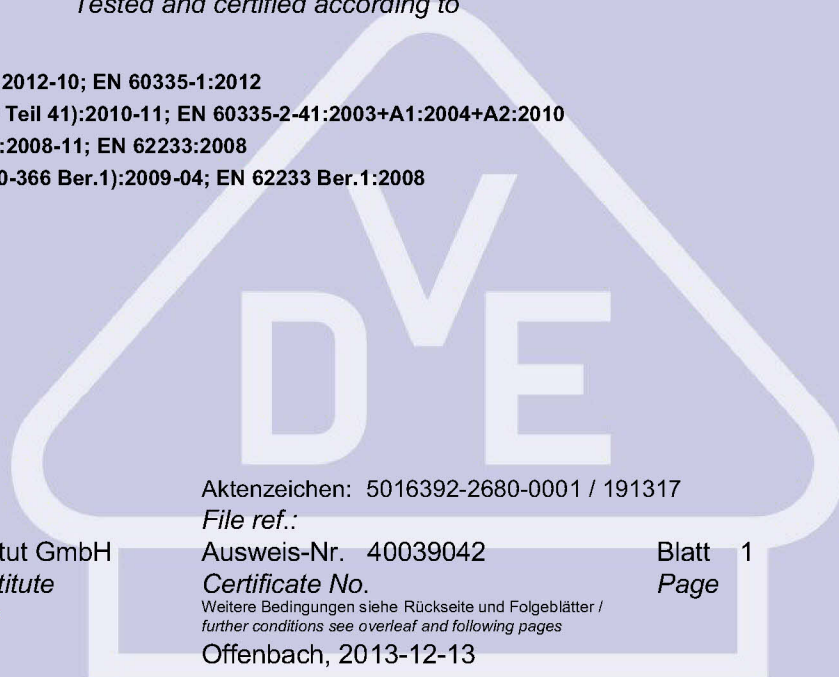 Tested and certified according to
2012-10; EN 60335-1:2012
Teil 41):2010-11; EN 60335-2-41:2003+A1:2004+A2:2010
:2008-11; EN 62233:2008
0-366 Ber.1):2009-04; EN 62233 Ber.1:2008
VDE
Aktenzeichen: 5016392-2680-0001 / 191317
File ref.:
tut GmbH Ausweis-Nr. 40039042 Blatt 1
titute Certificate No. Page
Weitere Bedingungen siehe Rückseite und Folgeblätter /
further conditions see overleaf and following pages
Offenbach, 2013-12-13